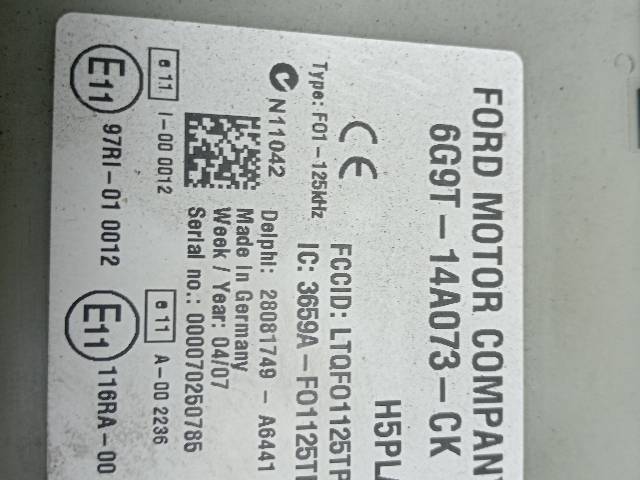 FORD MOTOR COMPANY
6G9T-14A073-CK
H5PLA
CE
FCCID: LTQF01125TP
Type: F01-125kHz
IC: 3659A-F01125T
N11042
Delphi: 28081749-A6441
Made In Germany
Week / Year: 04/07
Serial no.: 000070250785
e 11 I-00 0012
e 11 A-00 2236
E11 97RI-01 0012
E11 116RA-00